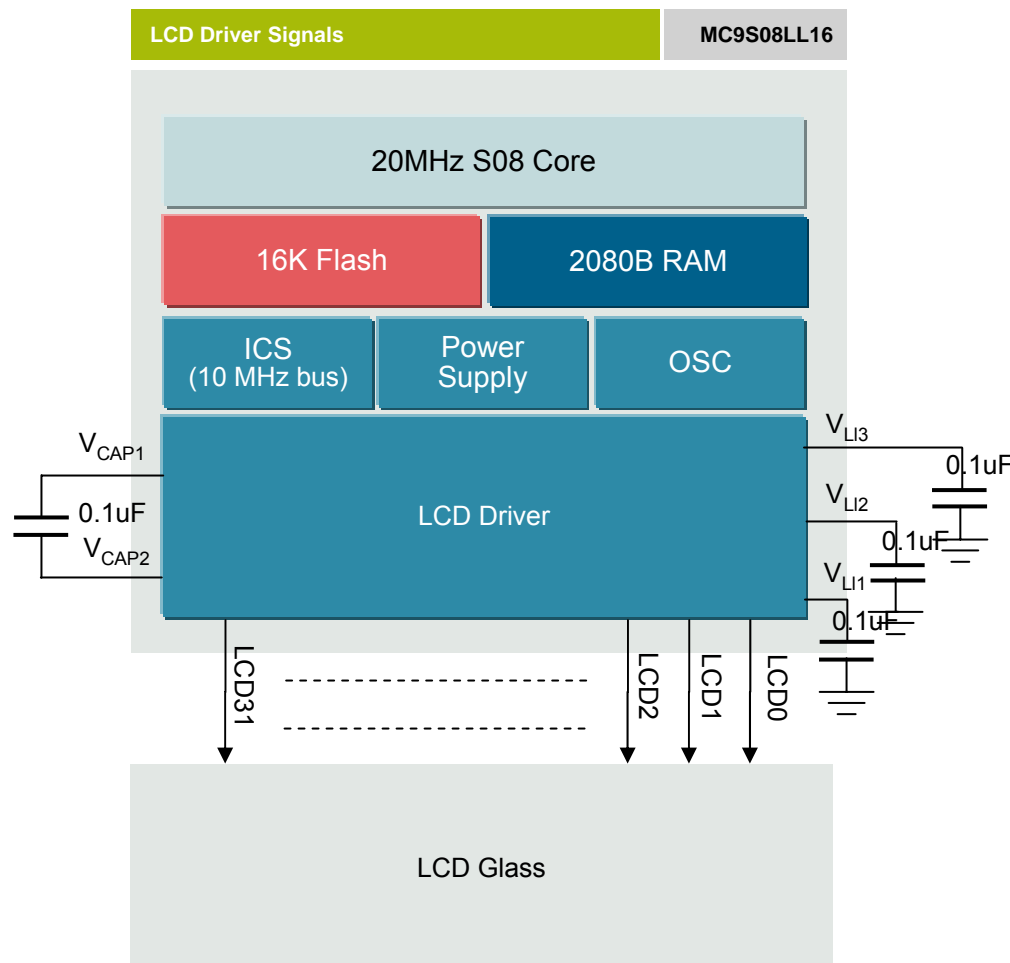 LCD Driver Signals
MC9S08LL16
20MHz S08 Core
16K Flash
2080B RAM
ICS
(10 MHz bus)
Power
Supply
OSC
VCAP1
0.1uF
VCAP2
LCD Driver
VLI3
0.1uF
VLI2
0.1uF
VLI1
0.1uF
LCD31
LCD2
LCD1
LCD0
LCD Glass